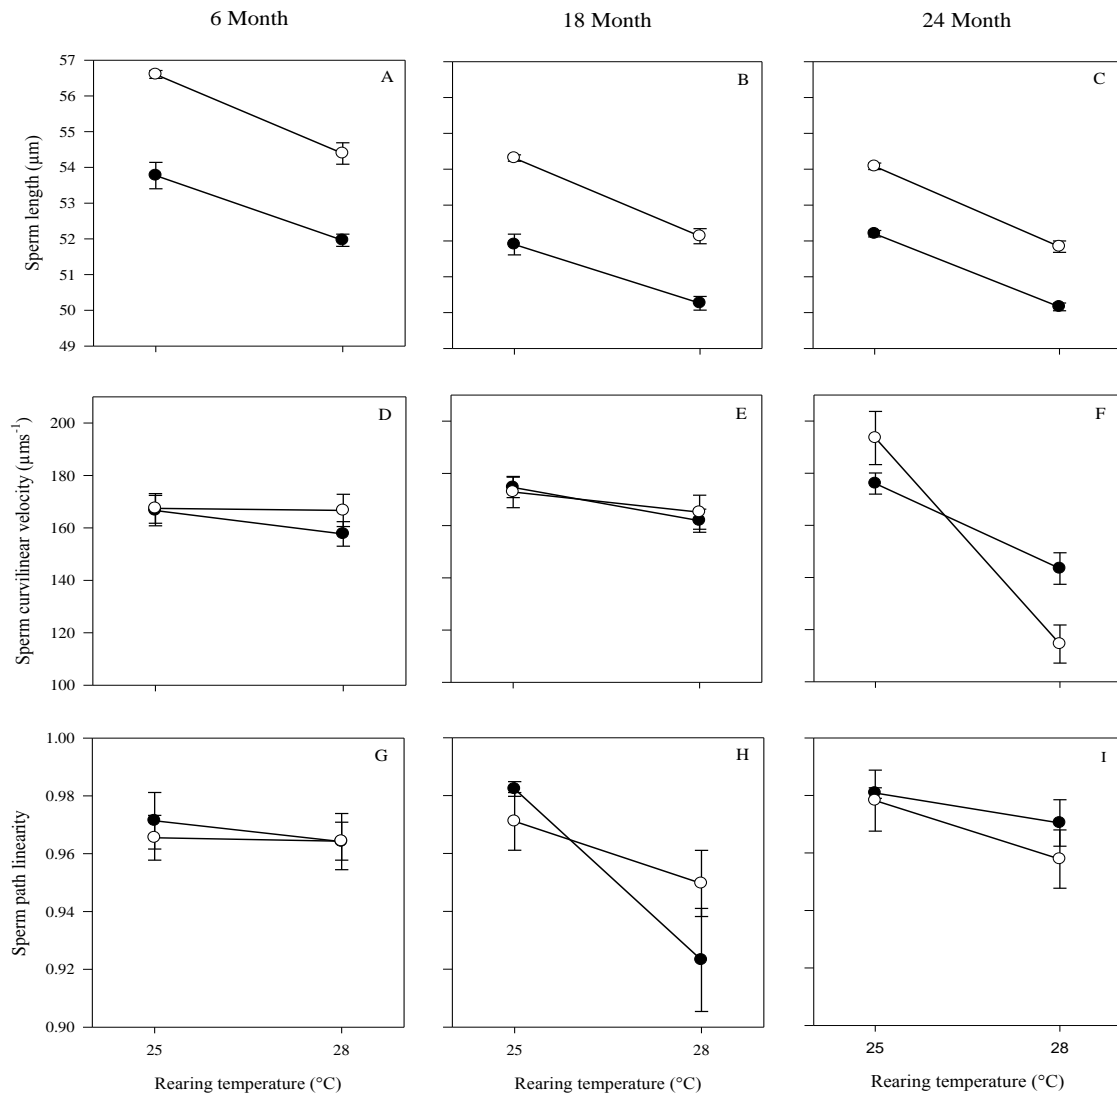 6 Month 18 Month 24 Month
A B C
Sperm length (µm)
57
56
55
54
53
52
51
50
49
D E F
Sperm curvilinear velocity (µms-1)
200
180
160
140
120
100
G H I
Sperm path linearity
1.00
0.98
0.96
0.94
0.92
0.90
25 28 25 28 25 28
Rearing temperature (°C) Rearing temperature (°C) Rearing temperature (°C)